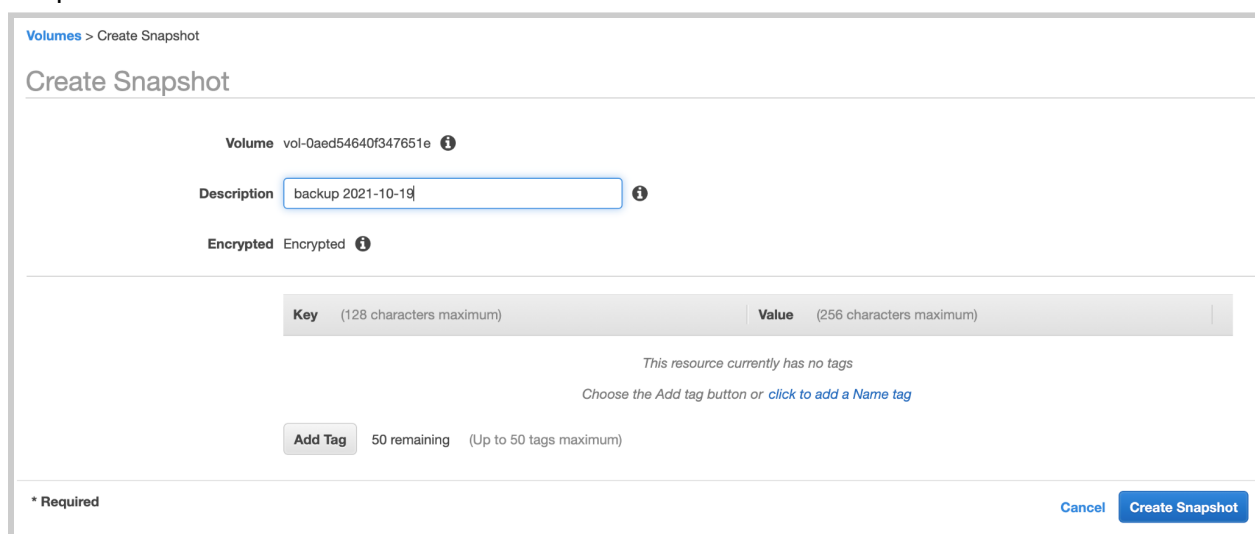 Volumes > Create Snapshot
Create Snapshot
Volume vol-0aed54640f347651e
Description backup 2021-10-19
Encrypted Encrypted
Key (128 characters maximum) Value (256 characters maximum)
This resource currently has no tags
Choose the Add tag button or click to add a Name tag
Add Tag 50 remaining (Up to 50 tags maximum)
* Required Cancel Create Snapshot